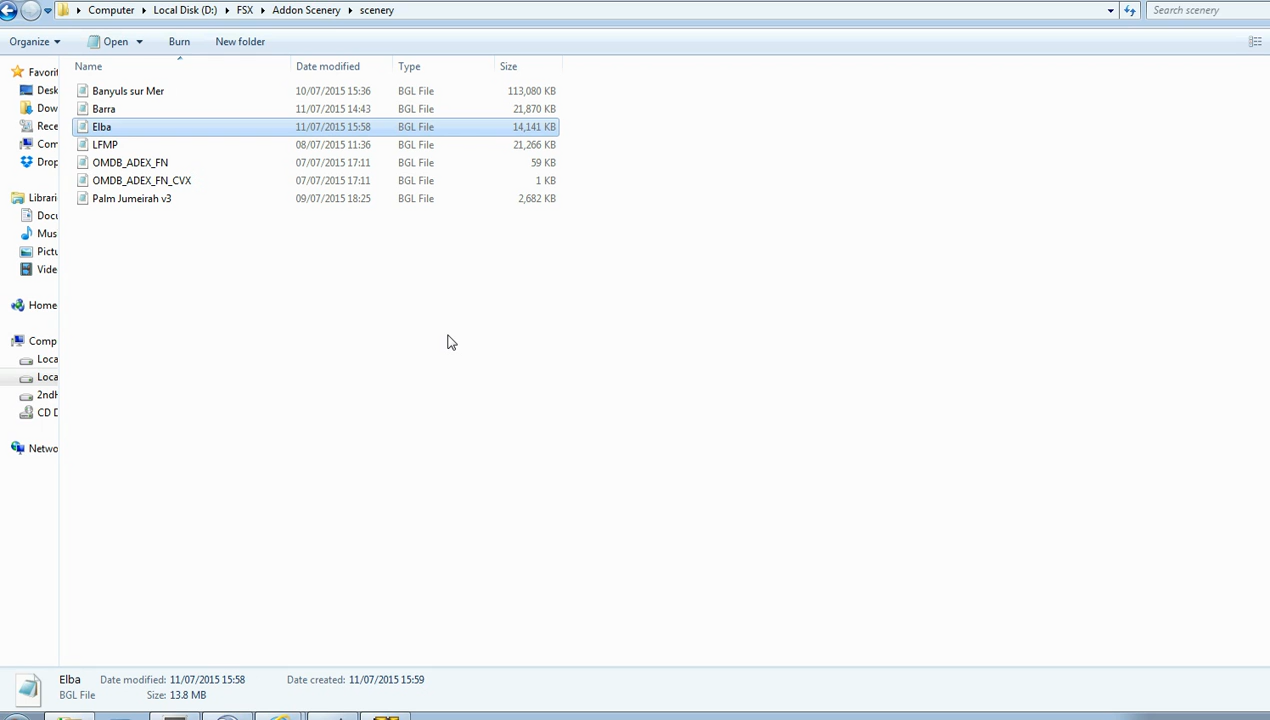 Computer Local Disk (D:) FSX Addon Scenery scenery Search scenery
Organize Open Burn New folder
Name Date modified Type Size
Favorit
Desk
Dow
Rece
Com
Drop
Librari
Docu
Mus
Pictu
Vide
Home
Comp
Loca
Loca
2ndH
CD D
Netwo
Banyuls sur Mer 10/07/2015 15:36 BGL File 113,080 KB
Barra 11/07/2015 14:43 BGL File 21,870 KB
Elba 11/07/2015 15:58 BGL File 14,141 KB
LFMP 08/07/2015 11:36 BGL File 21,266 KB
OMDB_ADEX_FN 07/07/2015 17:11 BGL File 59 KB
OMDB_ADEX_FN_CVX 07/07/2015 17:11 BGL File 1 KB
Palm Jumeirah v3 09/07/2015 18:25 BGL File 2,682 KB
Elba Date modified: 11/07/2015 15:58 Date created: 11/07/2015 15:59
BGL File Size: 13.8 MB